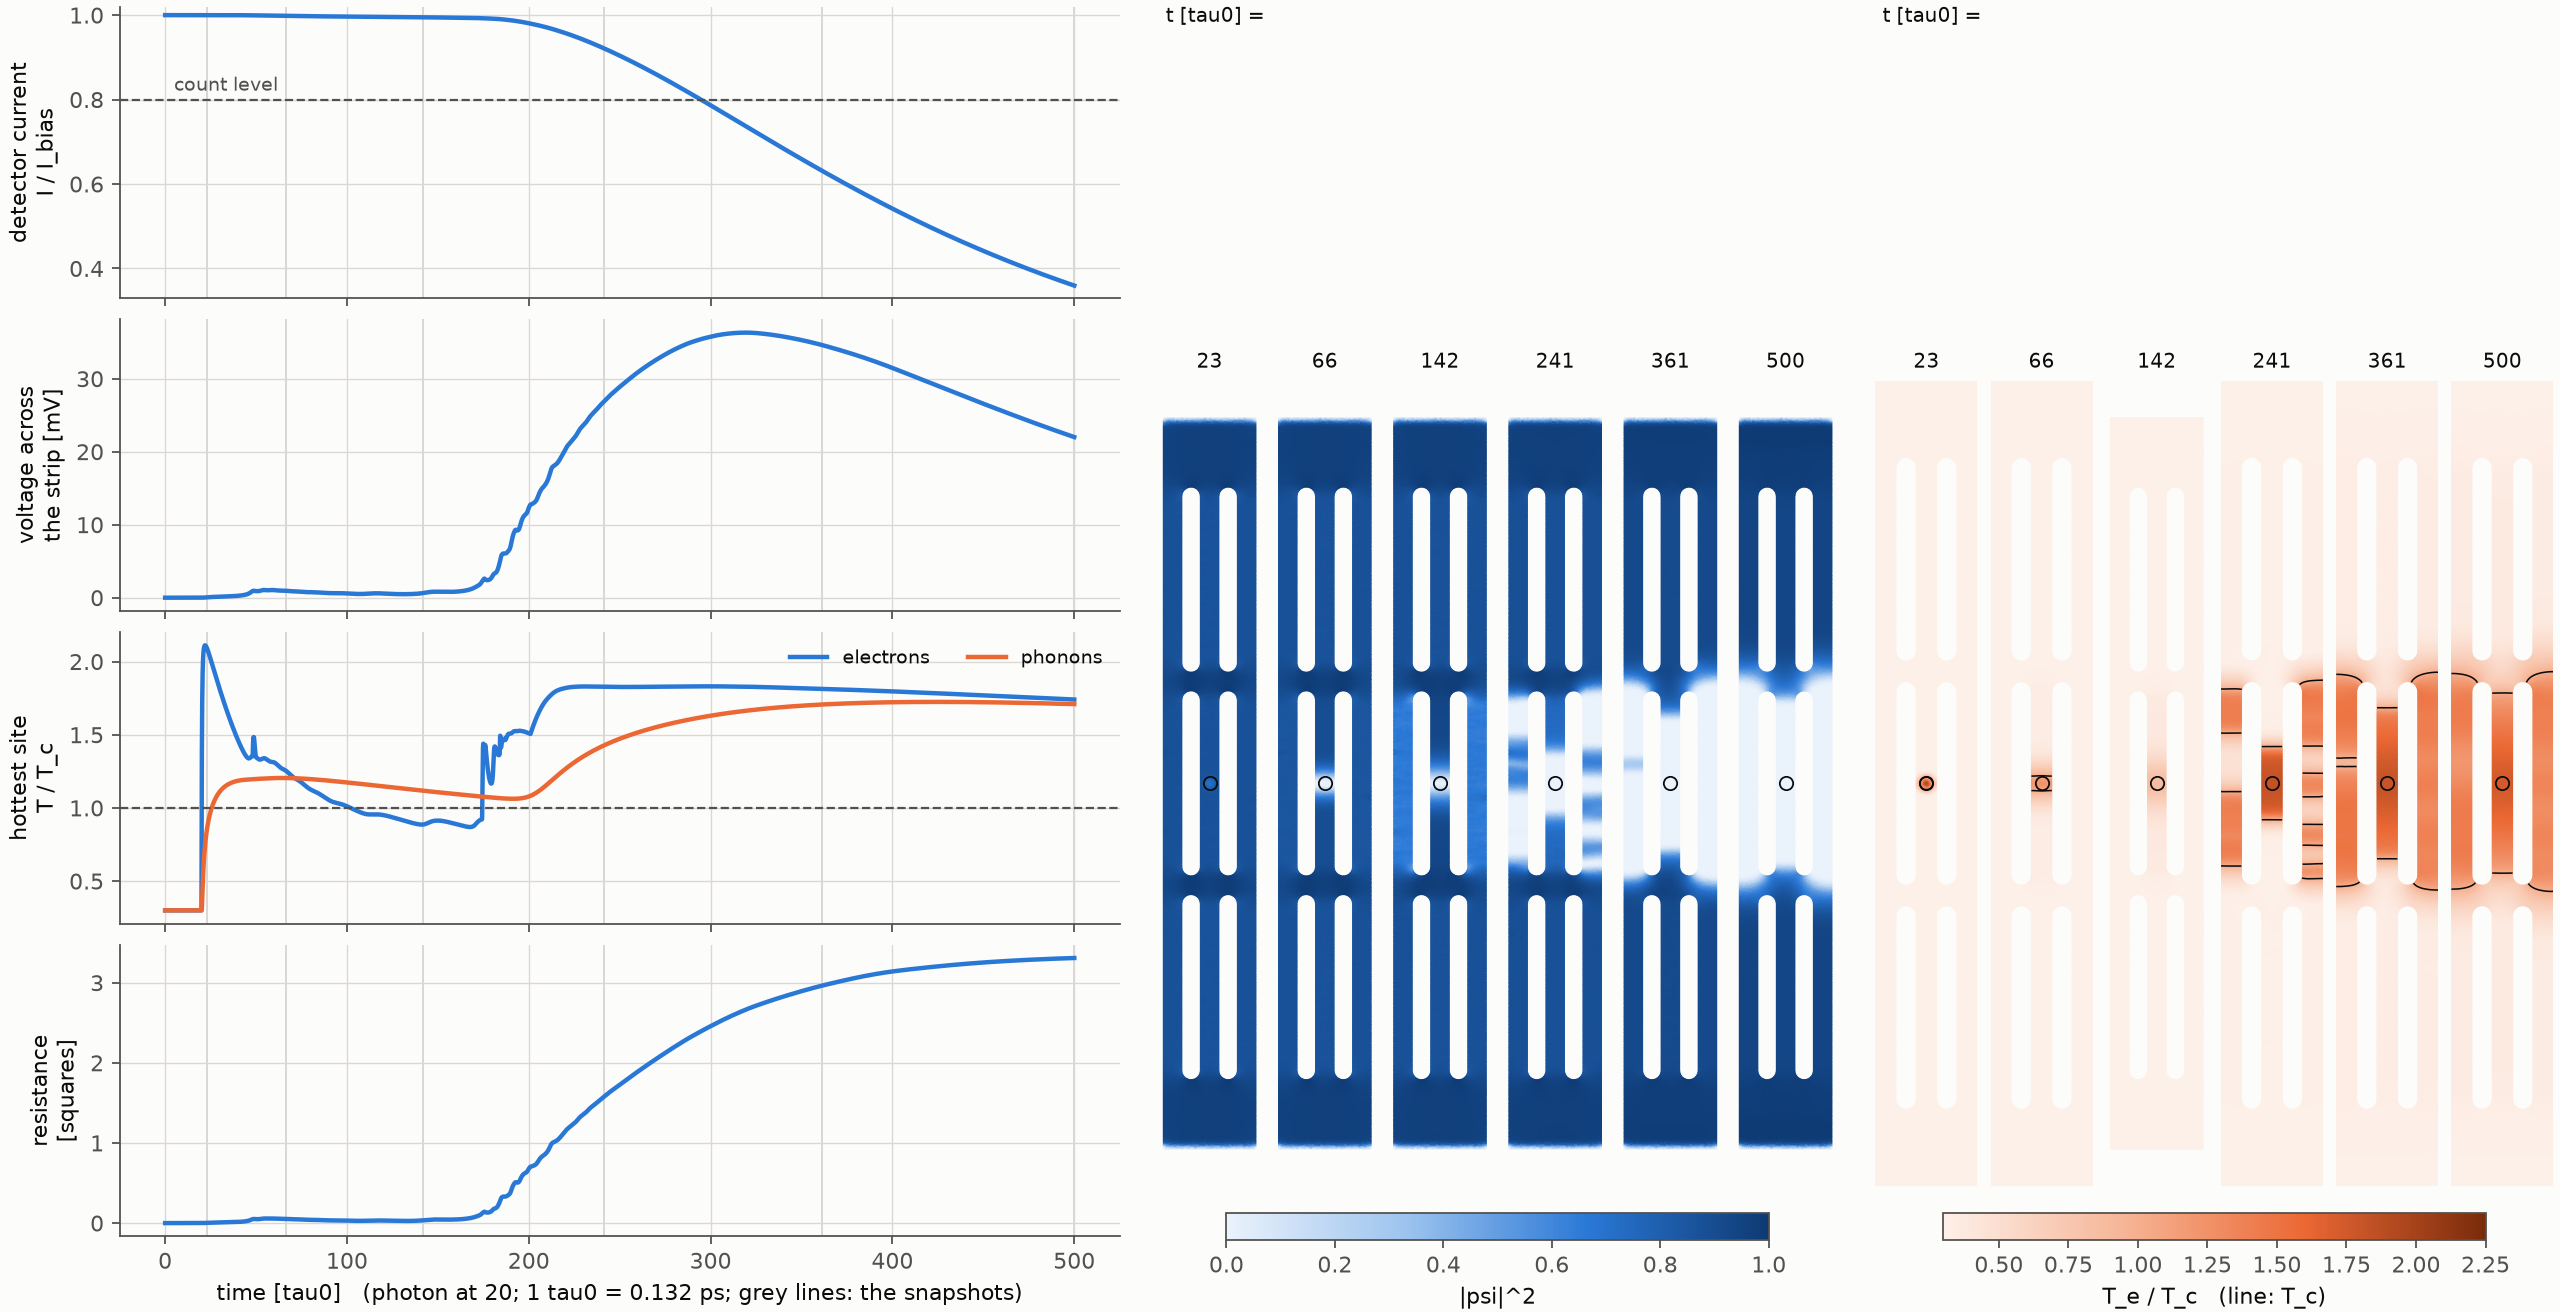 detector current
I / I_bias
1.0
0.8
0.6
0.4
count level
voltage across
the strip [mV]
30
20
10
0
hottest site
T / T_c
2.0
1.5
1.0
0.5
electrons
phonons
resistance
[squares]
3
2
1
0
0 100 200 300 400 500
time [tau0] (photon at 20; 1 tau0 = 0.132 ps; grey lines: the snapshots)
t [tau0] =
23 66 142 241 361 500
0.0 0.2 0.4 0.6 0.8 1.0
|psi|^2
t [tau0] =
23 66 142 241 361 500
0.50 0.75 1.00 1.25 1.50 1.75 2.00 2.25
T_e / T_c (line: T_c)